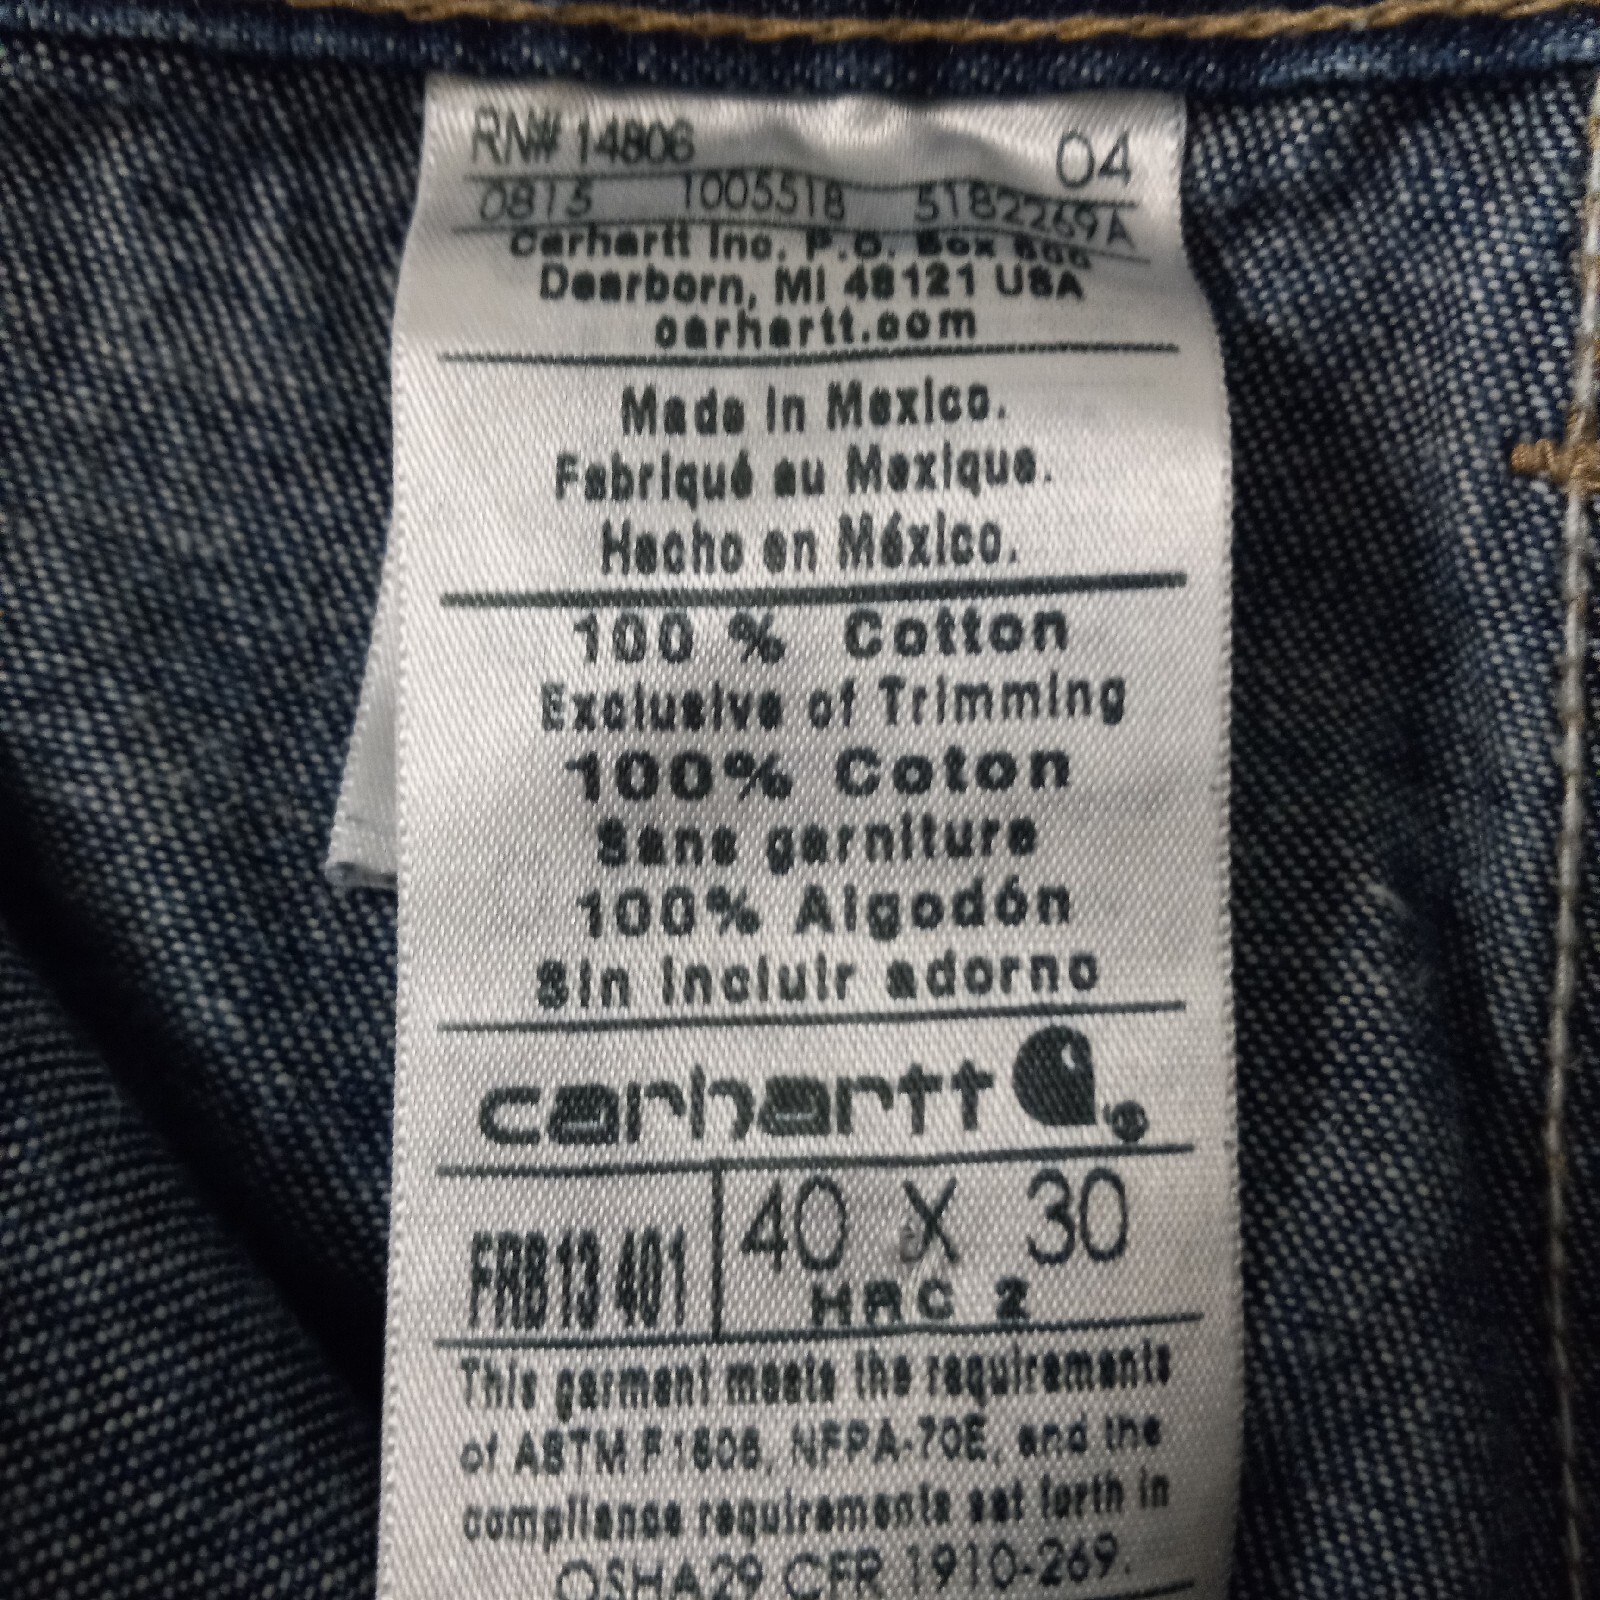 RN# 14806 04
0815 1005518 5182269A
Carhartt Inc. P.O. Box 600
Dearborn, MI 48121 USA
carhartt.com
Made in Mexico.
Fabriqué au Mexique.
Hecho en México.
100 % Cotton
Exclusive of Trimming
100% Coton
Sans garniture
100% Algodón
Sin incluir adorno
carhartt ®
FRB13 401 40 X 30
HRC 2
This garment meets the requirements
of ASTM F1506, NFPA-70E, and the
compliance requirements set forth in
OSHA29 CFR 1910-269.